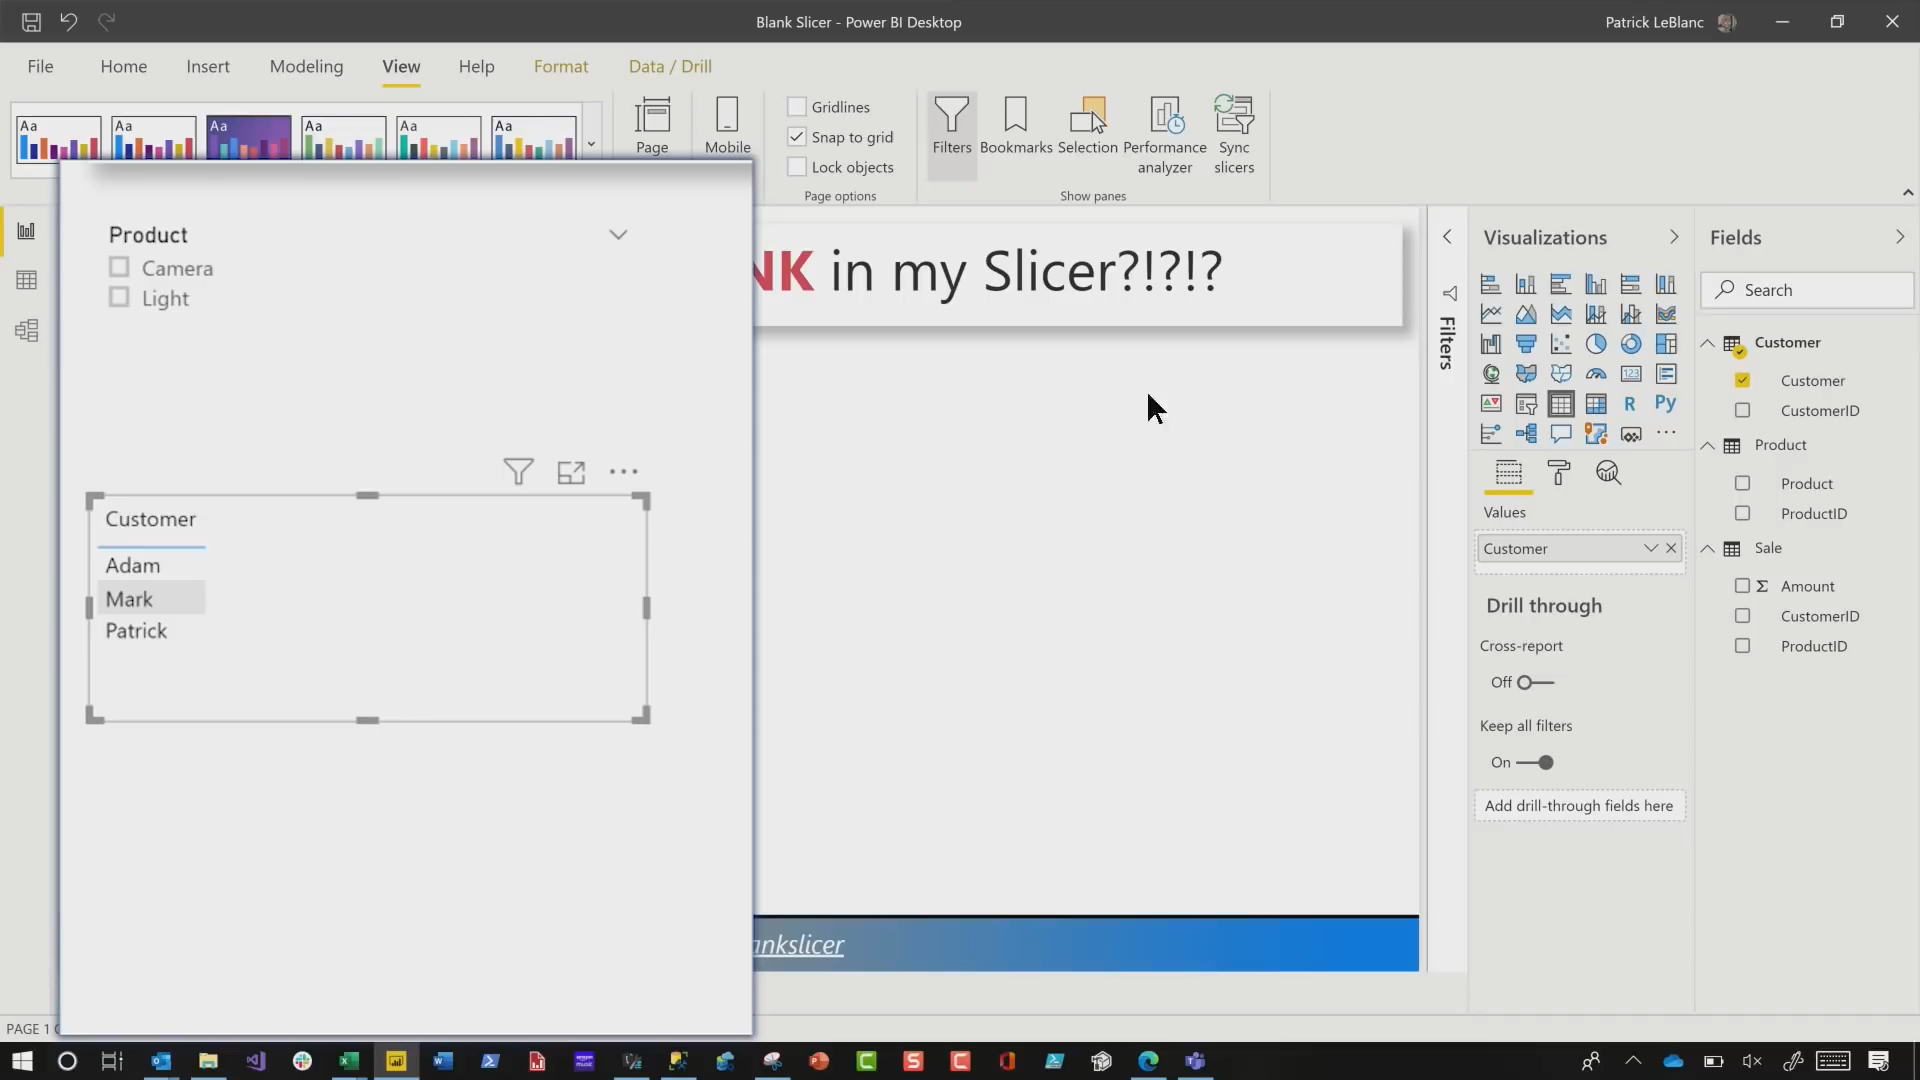 Blank Slicer - Power BI Desktop
Patrick LeBlanc
File
Home
Insert
Modeling
View
Help
Format
Data / Drill
Aa
Aa
Aa
Aa
Aa
Aa
Page
Mobile
Gridlines
Snap to grid
Lock objects
Page options
Filters
Bookmarks
Selection
Performance
analyzer
Sync
slicers
Show panes
Product
Camera
Light
Customer
Adam
Mark
Patrick
NK in my Slicer?!?!?
ankslicer
Filters
Visualizations
123
R
Py
Values
Customer
Drill through
Cross-report
Off
Keep all filters
On
Add drill-through fields here
Fields
Search
Customer
Customer
CustomerID
Product
Product
ProductID
Sale
Σ Amount
CustomerID
ProductID
PAGE 1